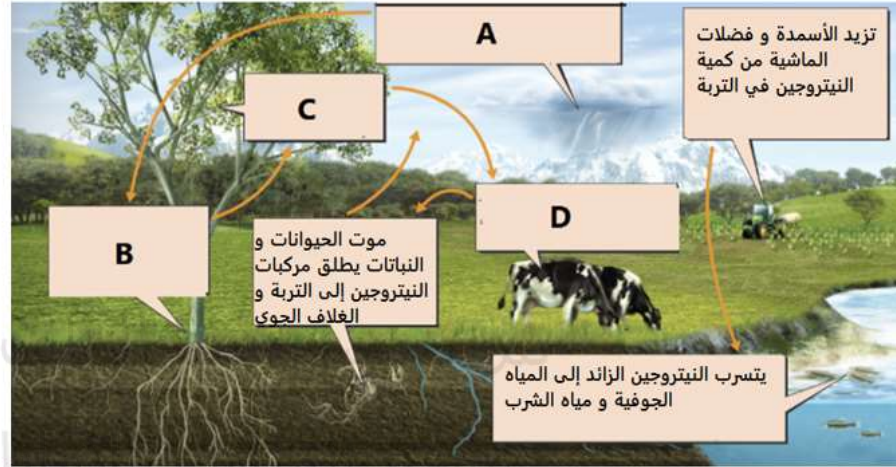 A
تزيد الأسمدة و فضلات
الماشية من كمية
النيتروجين في التربة
C
B
موت الحيوانات و
النباتات يطلق مركبات
النيتروجين إلى التربة و
الغلاف الجوي
D
يتسرب النيتروجين الزائد إلى المياه
الجوفية و مياه الشرب